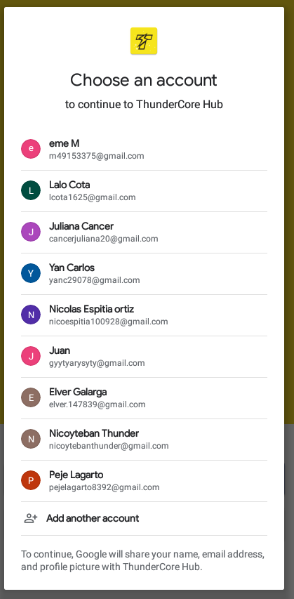 Choose an account
to continue to ThunderCore Hub
e
eme M
m49153375@gmail.com
L
Lalo Cota
lcota1625@gmail.com
J
Juliana Cancer
cancerjuliana20@gmail.com
Y
Yan Carlos
yanc29078@gmail.com
N
Nicolas Espitia ortiz
nicoespitia100928@gmail.com
J
Juan
gyytyarysyty@gmail.com
E
Elver Galarga
elver.147839@gmail.com
N
Nicoyteban Thunder
nicoytebanthunder@gmail.com
P
Peje Lagarto
pejelagarto8392@gmail.com
Add another account
To continue, Google will share your name, email address,
and profile picture with ThunderCore Hub.